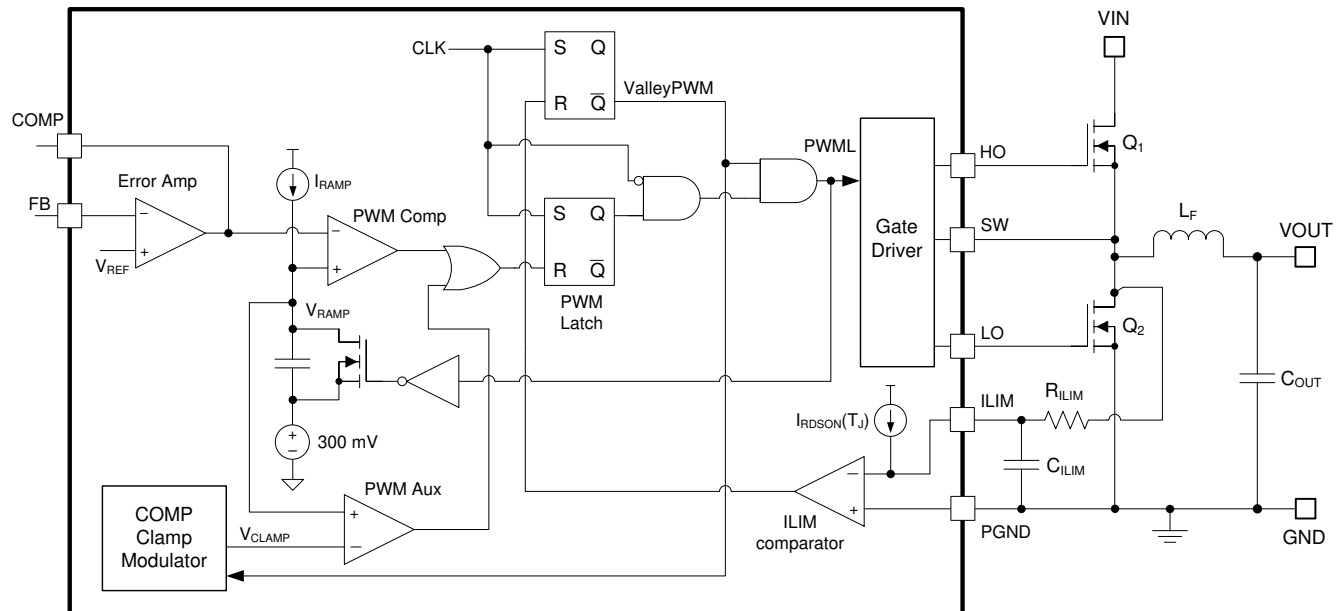 VIN
CLK
S
Q
R
Q̅
ValleyPWM
COMP
Error Amp
FB
−
+
VREF
IRAMP
PWM Comp
−
+
PWML
HO
Q1
S
Q
R
Q̅
PWM
Latch
Gate
Driver
SW
LF
VOUT
VRAMP
LO
Q2
+
−
300 mV
IRDSON(TJ)
ILIM
RILIM
COUT
CILIM
COMP
Clamp
Modulator
VCLAMP
PWM Aux
+
−
−
+
ILIM
comparator
PGND
GND